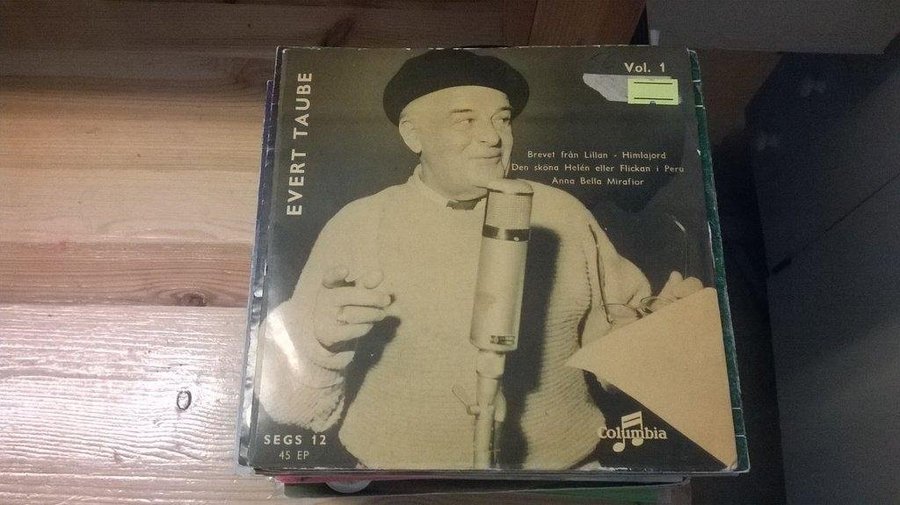 EVERT TAUBE
Vol. 1
Brevet från Lillan - Himlajord
Den sköna Helén eller Flickan i Peru
Anna Bella Mirafior
SEGS 12
45 EP
Columbia